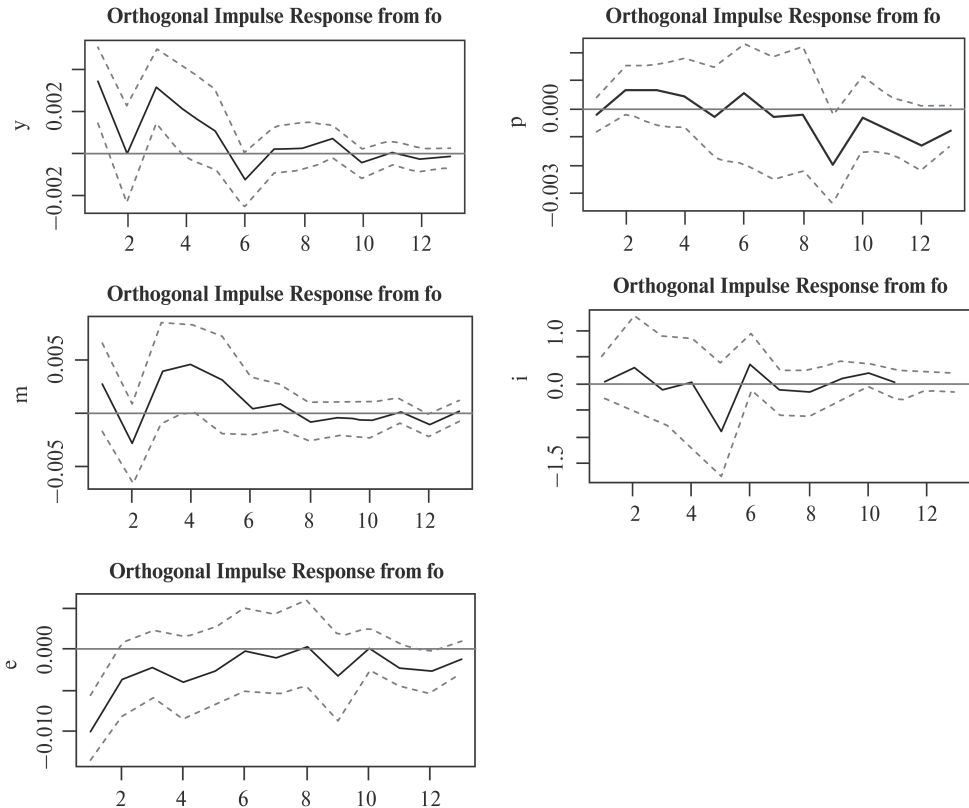 Orthogonal Impulse Response from fo
y
0.002
−0.002
2 4 6 8 10 12
Orthogonal Impulse Response from fo
p
0.000
−0.003
2 4 6 8 10 12
Orthogonal Impulse Response from fo
m
0.005
−0.005
2 4 6 8 10 12
Orthogonal Impulse Response from fo
i
1.0
0.0
−1.5
2 4 6 8 10 12
Orthogonal Impulse Response from fo
e
0.000
−0.010
2 4 6 8 10 12